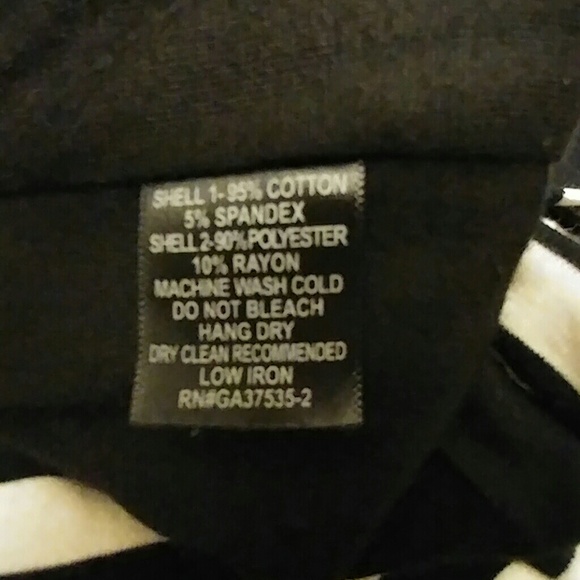 SHELL 1-95% COTTON
5% SPANDEX
SHELL 2-90% POLYESTER
10% RAYON
MACHINE WASH COLD
DO NOT BLEACH
HANG DRY
DRY CLEAN RECOMMENDED
LOW IRON
RN#GA37535-2